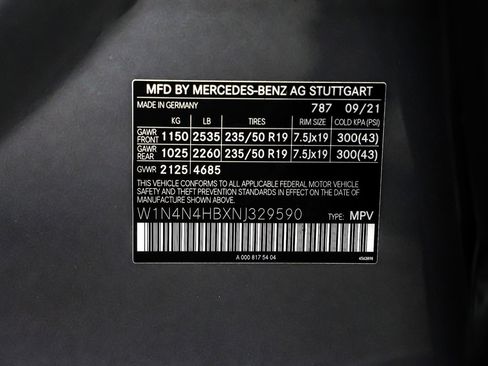 MFD BY MERCEDES-BENZ AG STUTTGART
MADE IN GERMANY 787 09/21
KG LB TIRES RIM SIZE COLD KPA (PSI)
GAWR FRONT 1150 2535 235/50 R19 7.5Jx19 300(43)
GAWR REAR 1025 2260 235/50 R19 7.5Jx19 300(43)
GVWR 2125 4685
THIS VEHICLE CONFORMS TO ALL APPLICABLE FEDERAL MOTOR VEHICLE
SAFETY AND THEFT PREVENTION STANDARDS IN EFFECT ON THE DATE
OF MANUFACTURE SHOWN ABOVE.
W1N4N4HBXNJ329590 TYPE: MPV
A 000 817 54 04